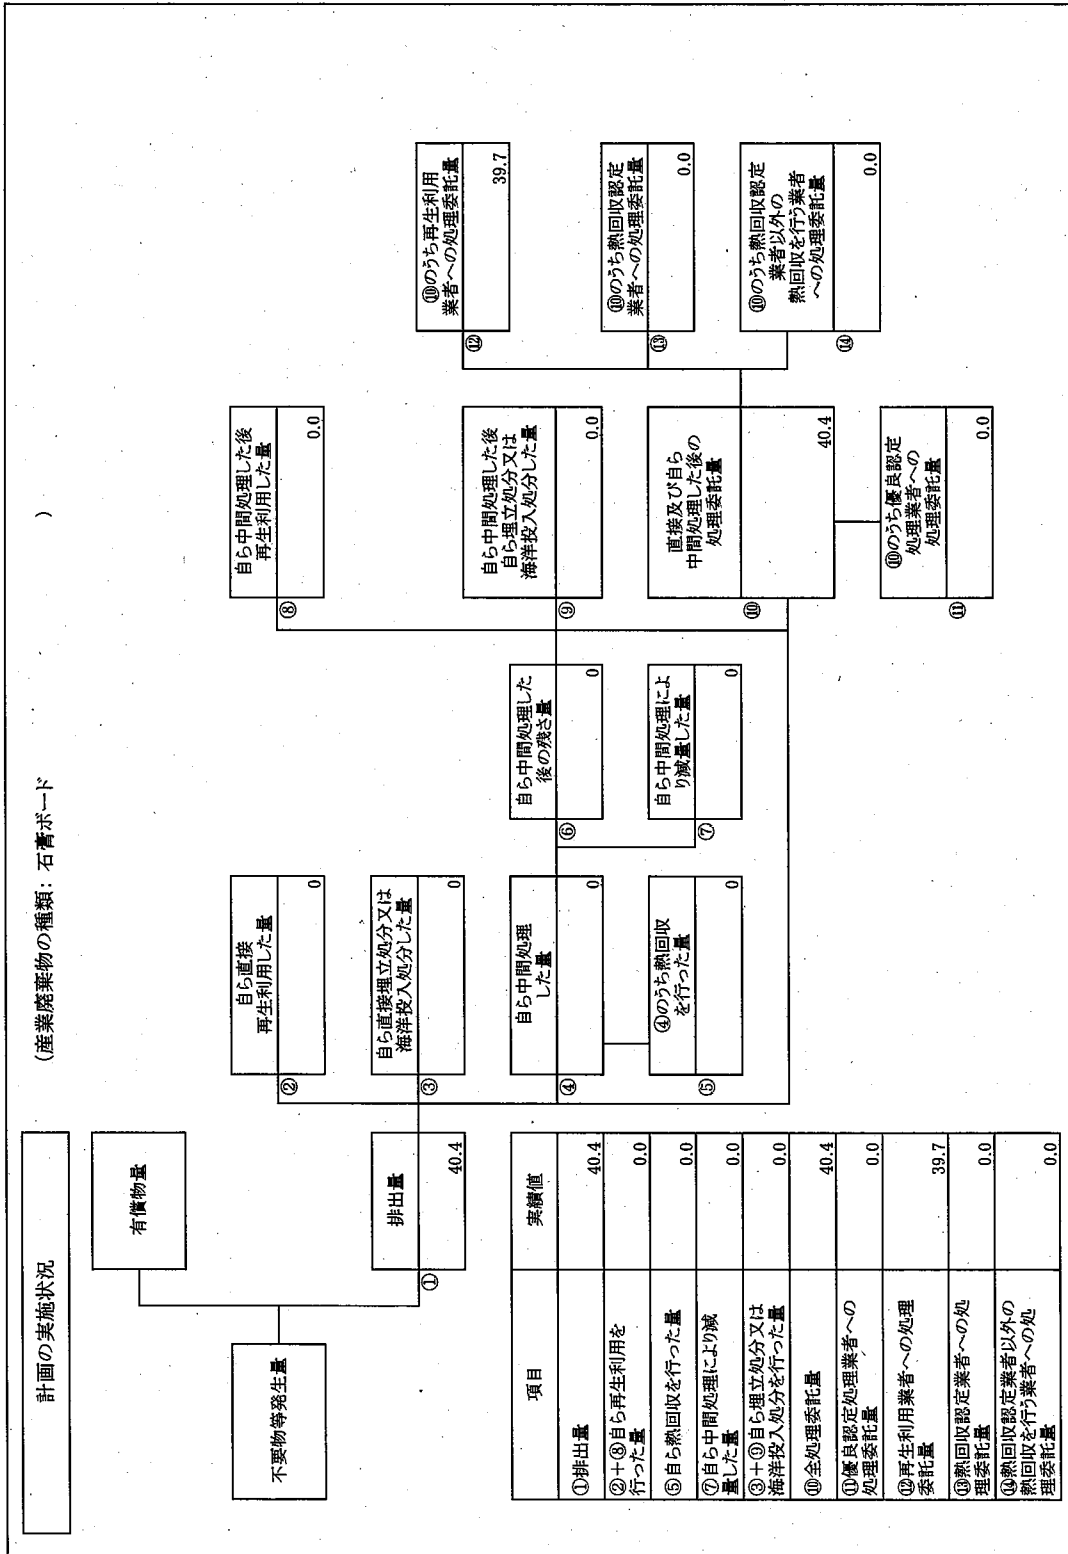 計画の実施状況
(産業廃棄物の種類: 石膏ボード
)
不要物等発生量
有償物量
排出量
①
40.4
自ら直接
再生利用した量
②
0
自ら直接埋立処分又は
海洋投入処分した量
③
0
自ら中間処理
した量
④
0
④のうち熱回収
を行った量
⑤
0
自ら中間処理した
後の残さ量
⑥
0
自ら中間処理によ
り減量した量
⑦
0
自ら中間処理した後
再生利用した量
⑧
0.0
自ら中間処理した後
自ら埋立処分又は
海洋投入処分した量
⑨
0.0
直接及び自ら
中間処理した後の
処理委託量
⑩
40.4
⑩のうち優良認定
処理業者への
処理委託量
⑪
0.0
⑩のうち再生利用
業者への処理委託量
⑫
39.7
⑩のうち熱回収認定
業者への処理委託量
⑬
0.0
⑩のうち熱回収認定
業者以外の
熱回収を行う業者
への処理委託量
⑭
0.0
項目
実績値
①排出量
40.4
②+⑧自ら再生利用を
行った量
0.0
⑤自ら熱回収を行った量
0.0
⑦自ら中間処理により減
量した量
0.0
③+⑨自ら埋立処分又は
海洋投入処分を行った量
0.0
⑩全処理委託量
40.4
⑪優良認定処理業者への
処理委託量
0.0
⑫再生利用業者への処理
委託量
39.7
⑬熱回収認定業者への処
理委託量
0.0
⑭熱回収認定業者以外の
熱回収を行う業者への処
理委託量
0.0